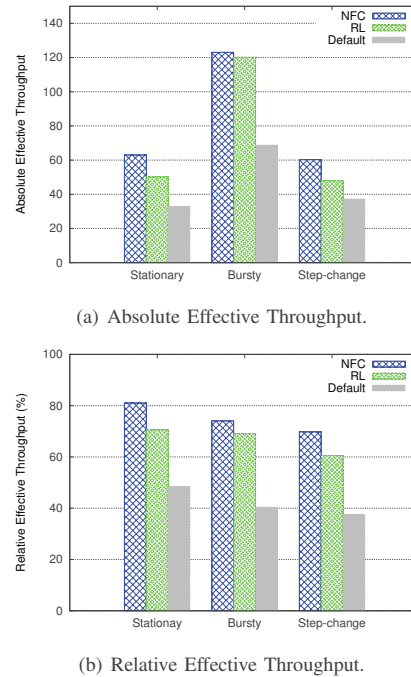 Absolute Effective Throughput
140
120
100
80
60
40
20
0
NFC
RL
Default
Stationary Bursty Step-change
(a) Absolute Effective Throughput.
Relative Effective Throughput (%)
100
80
60
40
20
0
NFC
RL
Default
Stationay Bursty Step-change
(b) Relative Effective Throughput.